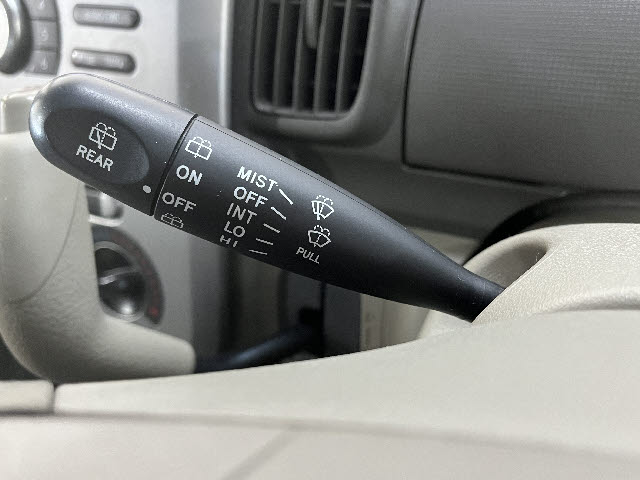 REAR
ON
OFF
MIST
OFF
INT
LO
HI
PULL